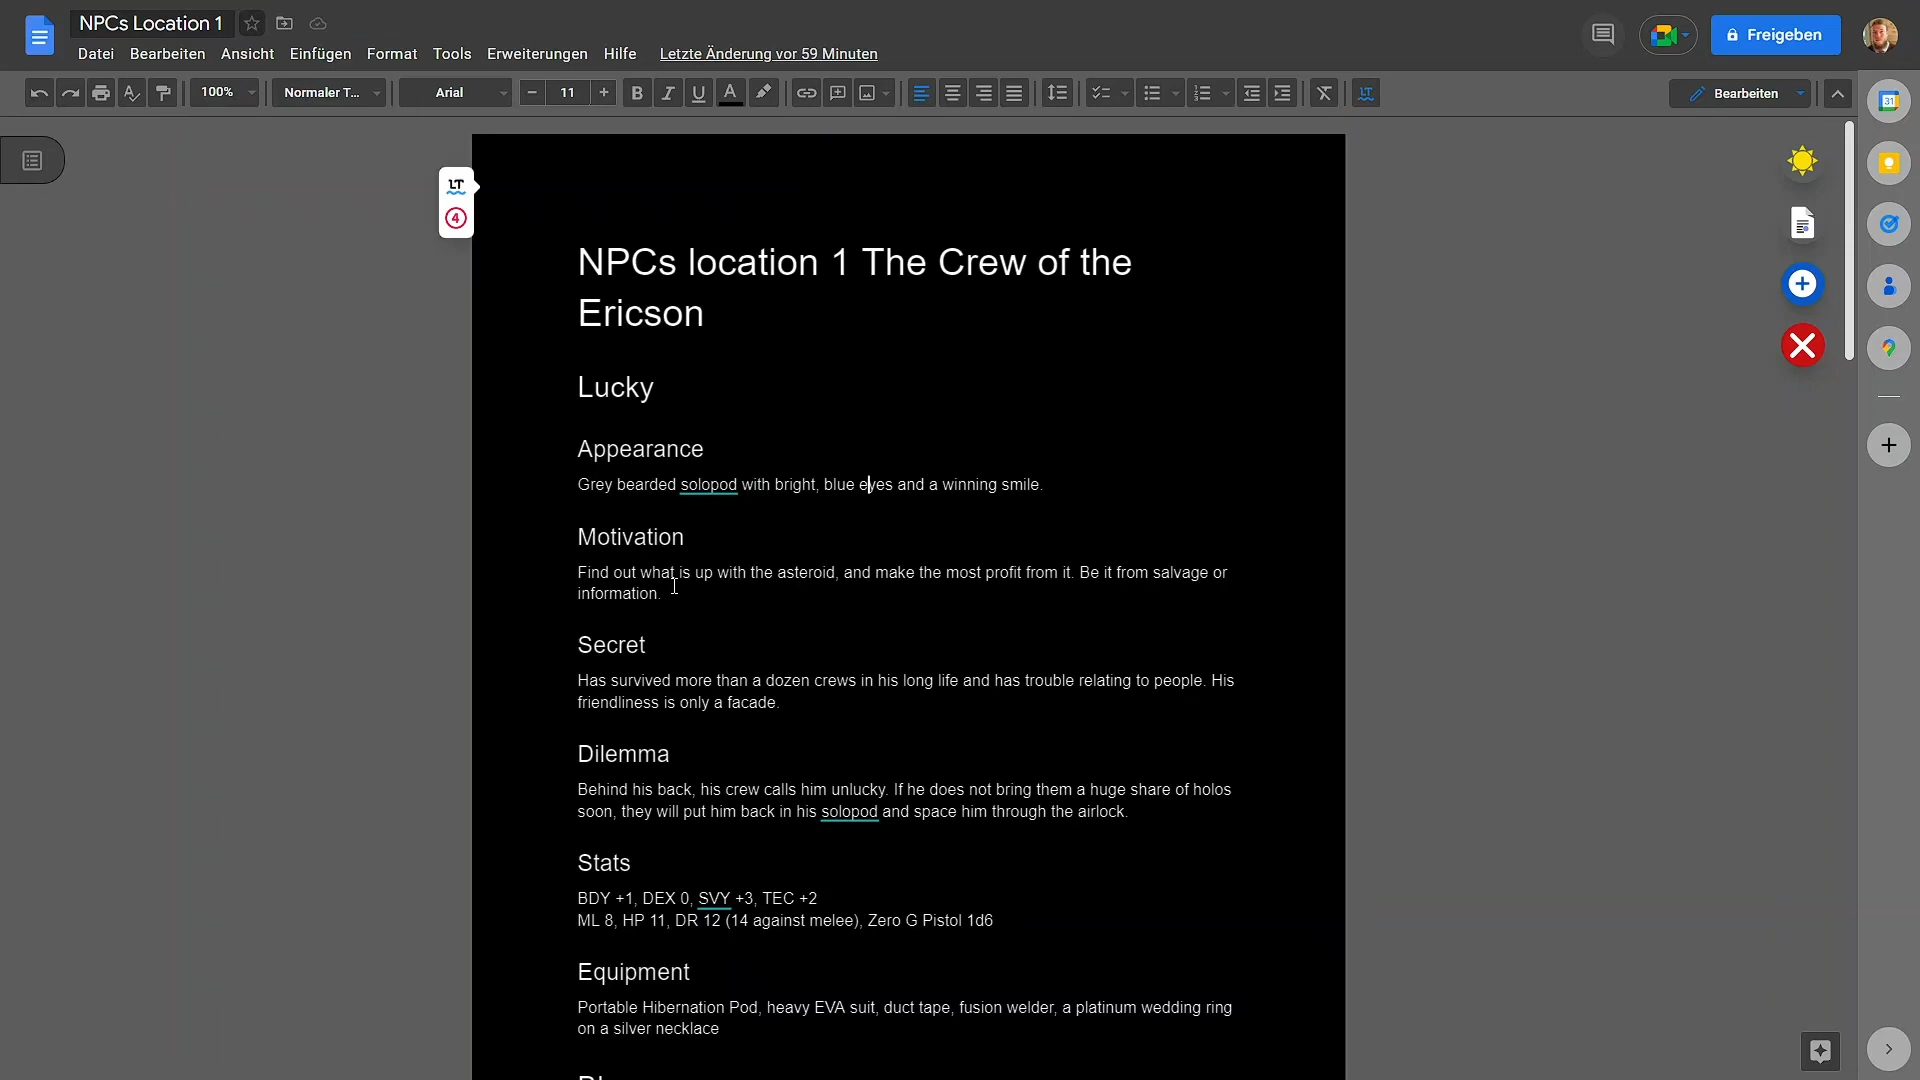 NPCs Location 1
Datei Bearbeiten Ansicht Einfügen Format Tools Erweiterungen Hilfe Letzte Änderung vor 59 Minuten
Freigeben
100% Normaler T... Arial 11 B I U A LT Bearbeiten
31
LT
4
NPCs location 1 The Crew of the
Ericson
Lucky
Appearance
Grey bearded solopod with bright, blue eyes and a winning smile.
Motivation
Find out what is up with the asteroid, and make the most profit from it. Be it from salvage or
information.
Secret
Has survived more than a dozen crews in his long life and has trouble relating to people. His
friendliness is only a facade.
Dilemma
Behind his back, his crew calls him unlucky. If he does not bring them a huge share of holos
soon, they will put him back in his solopod and space him through the airlock.
Stats
BDY +1, DEX 0, SVY +3, TEC +2
ML 8, HP 11, DR 12 (14 against melee), Zero G Pistol 1d6
Equipment
Portable Hibernation Pod, heavy EVA suit, duct tape, fusion welder, a platinum wedding ring
on a silver necklace